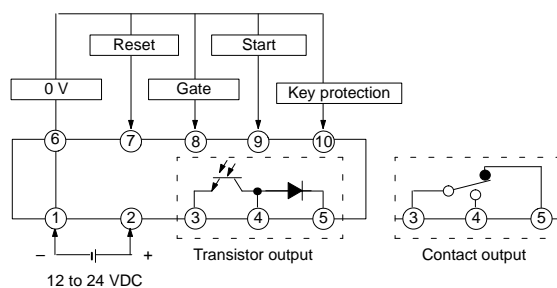 Reset
Start
0 V
Gate
Key protection
6 7 8 9 10
1 2 3 4 5
3 4 5
− +
Transistor output
Contact output
12 to 24 VDC